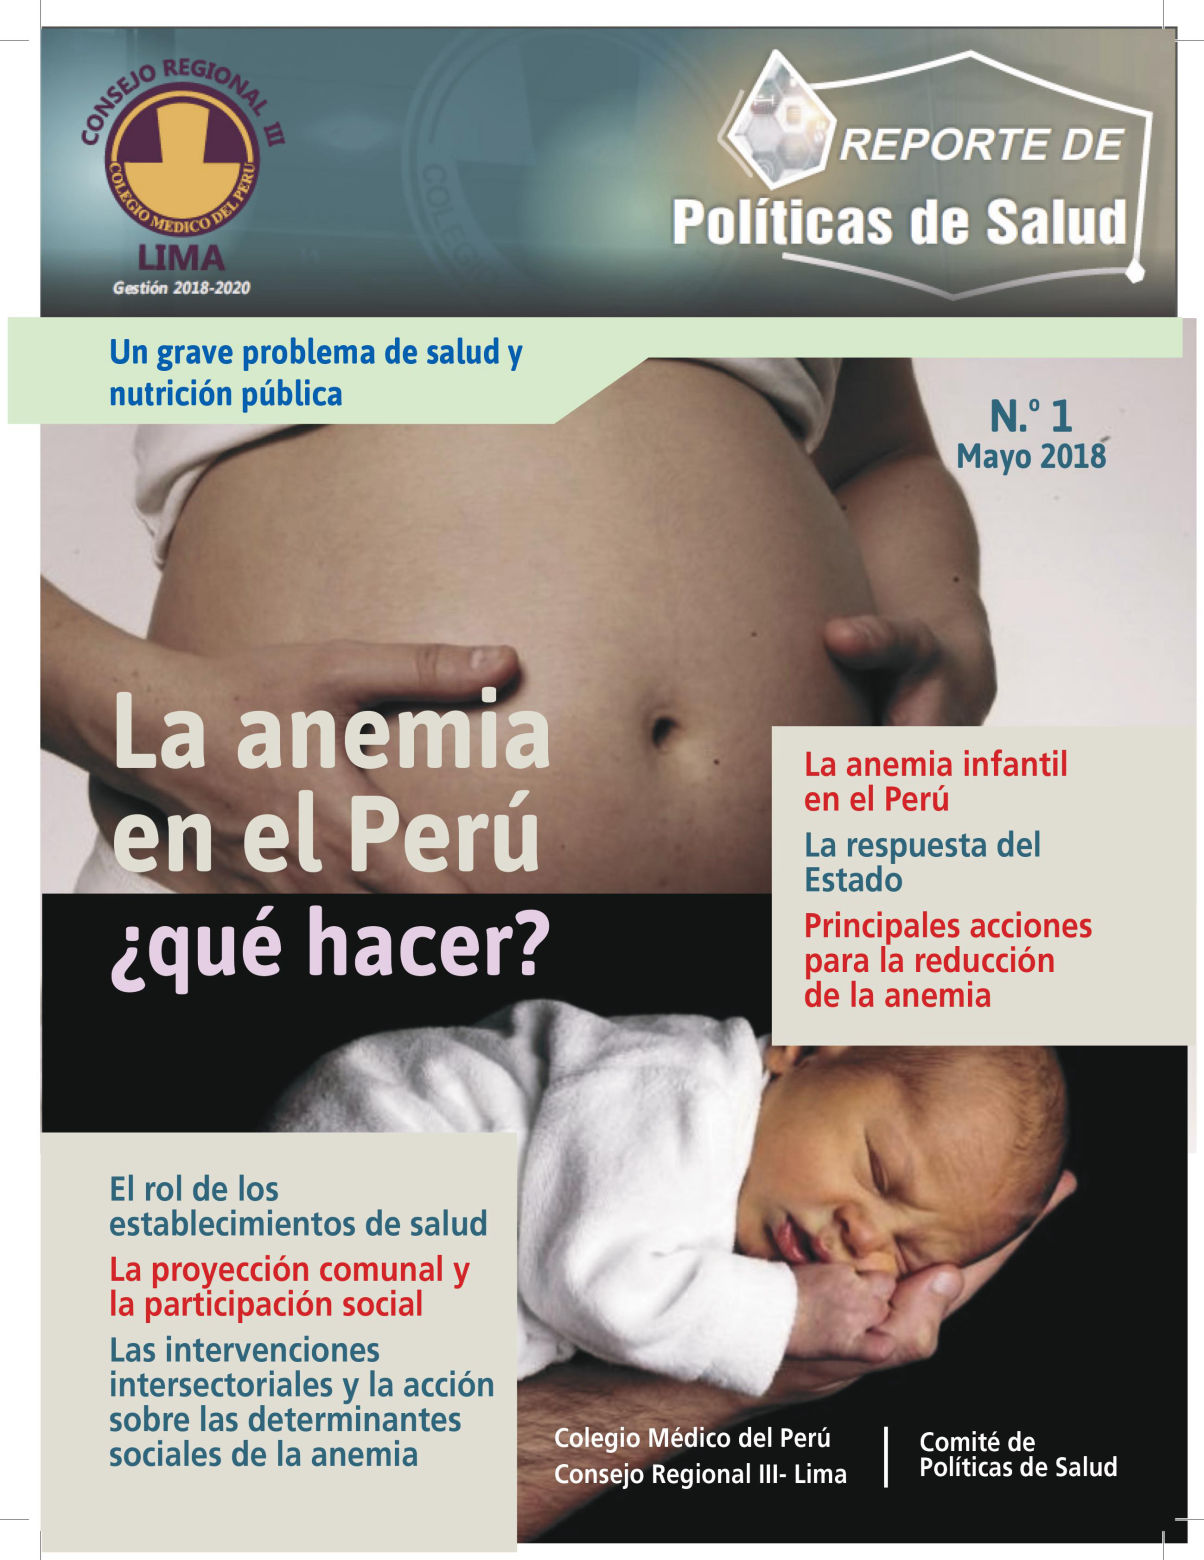 CONSEJO REGIONAL III
COLEGIO MEDICO DEL PERU
LIMA
Gestión 2018-2020
REPORTE DE
Políticas de Salud
COLEGIO
Un grave problema de salud y
nutrición pública
N.º 1
Mayo 2018
La anemia
en el Perú
¿qué hacer?
La anemia infantil
en el Perú
La respuesta del
Estado
Principales acciones
para la reducción
de la anemia
El rol de los
establecimientos de salud
La proyección comunal y
la participación social
Las intervenciones
intersectoriales y la acción
sobre las determinantes
sociales de la anemia
Colegio Médico del Perú
Consejo Regional III- Lima
Comité de
Políticas de Salud